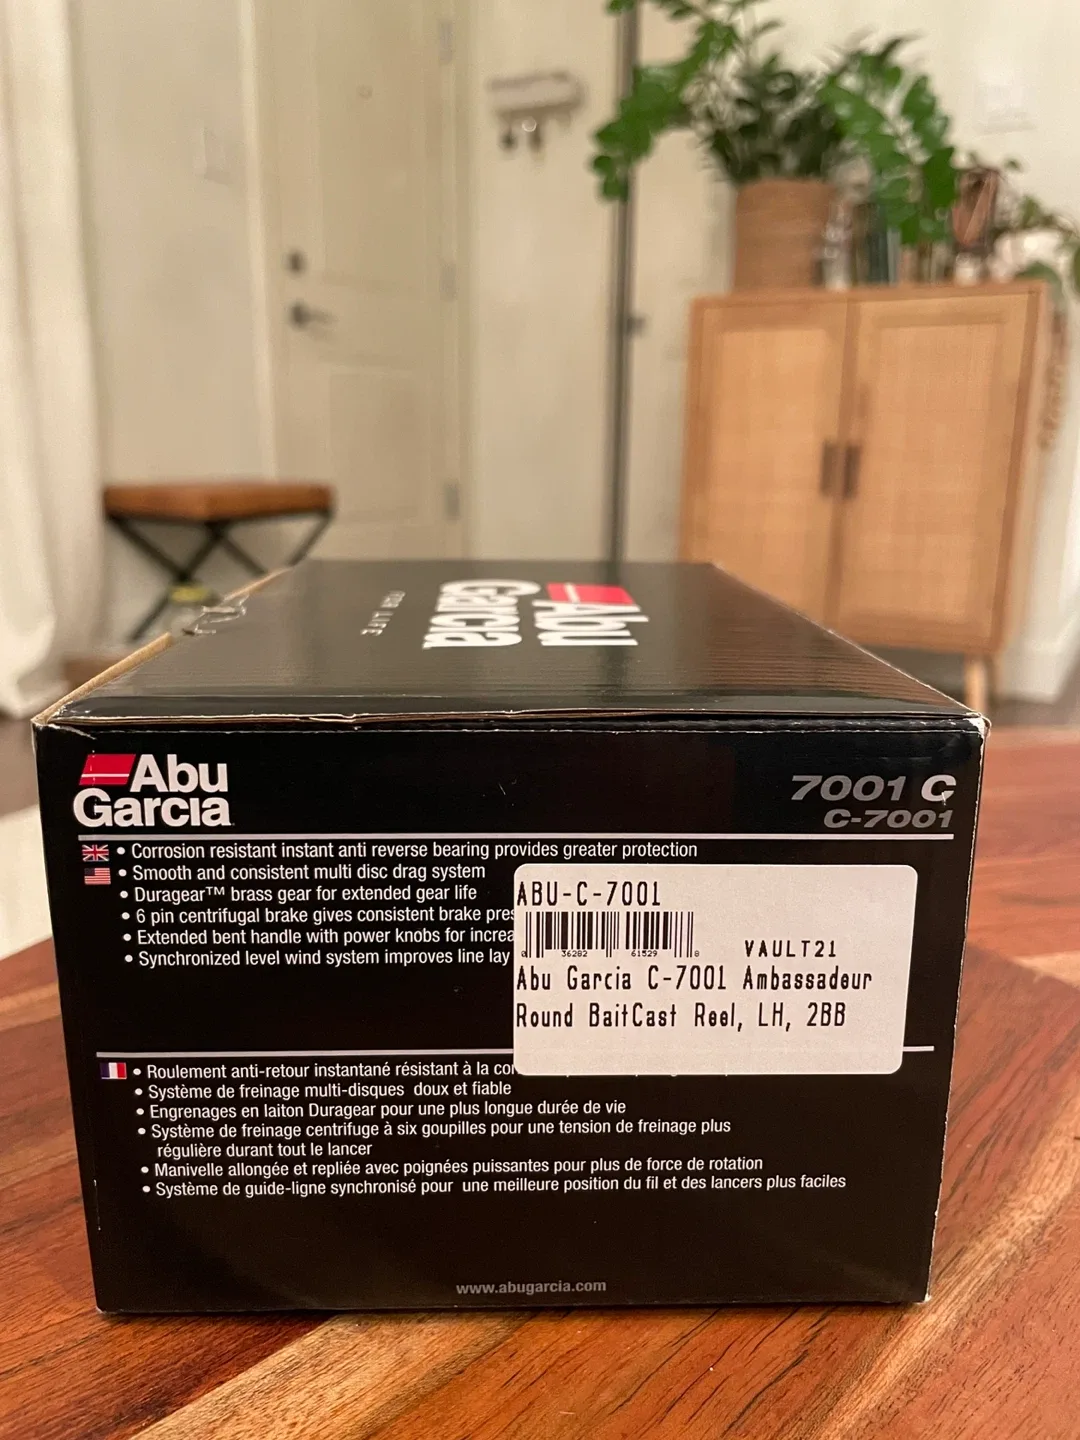 Abu
Garcia
FOR LIFE
Abu
Garcia
7001 C
C-7001
• Corrosion resistant instant anti reverse bearing provides greater protection
• Smooth and consistent multi disc drag system
• Duragear™ brass gear for extended gear life
• 6 pin centrifugal brake gives consistent brake pres
• Extended bent handle with power knobs for increa
• Synchronized level wind system improves line lay
ABU-C-7001
0 36282 61529 8
VAULT21
Abu Garcia C-7001 Ambassadeur
Round BaitCast Reel, LH, 2BB
• Roulement anti-retour instantané résistant à la cor
• Système de freinage multi-disques doux et fiable
• Engrenages en laiton Duragear pour une plus longue durée de vie
• Système de freinage centrifuge à six goupilles pour une tension de freinage plus
régulière durant tout le lancer
• Manivelle allongée et repliée avec poignées puissantes pour plus de force de rotation
• Système de guide-ligne synchronisé pour une meilleure position du fil et des lancers plus faciles
www.abugarcia.com